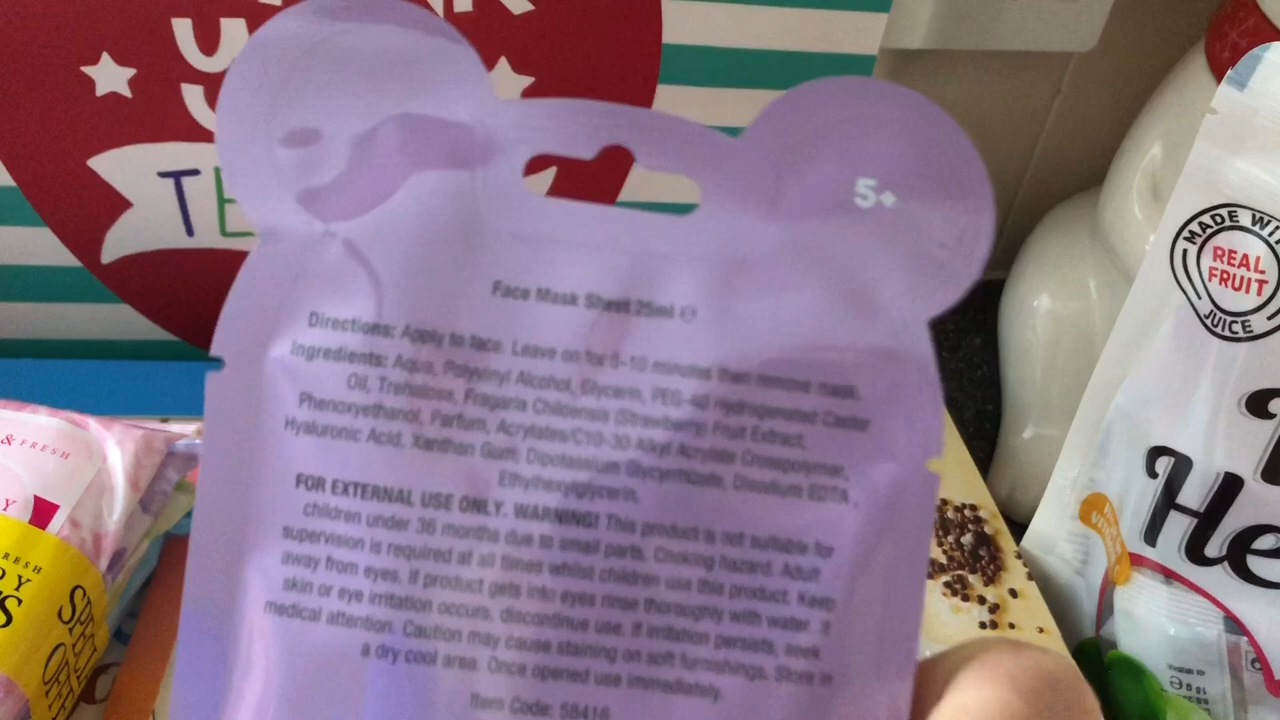 TE
5+
MADE WI
REAL
FRUIT
JUICE
Face Mask Sheet 25ml e
Directions: Apply to face. Leave on for 5-10 minutes then remove mask.
Ingredients: Aqua, Polyvinyl Alcohol, Glycerin, PEG-40 Hydrogenated Castor
Oil, Trehalose, Fragaria Chiloensis (Strawberry) Fruit Extract,
Phenoxyethanol, Parfum, Acrylates/C10-30 Alkyl Acrylate Crosspolymer,
Hyaluronic Acid, Xanthan Gum, Dipotassium Glycyrrhizate, Disodium EDTA,
Ethylhexylglycerin.
FOR EXTERNAL USE ONLY. WARNING! This product is not suitable for
children under 36 months due to small parts. Choking hazard. Adult
supervision is required at all times whilst children use this product. Keep
away from eyes. If product gets into eyes rinse thoroughly with water. If
skin or eye irritation occurs, discontinue use. If irritation persists, seek
medical attention. Caution may cause staining on soft furnishings. Store in
a dry cool area. Once opened use immediately.
Item Code: 58416
& FRESH
Y
RESH
DY
S
SPECIAL
OFF
He